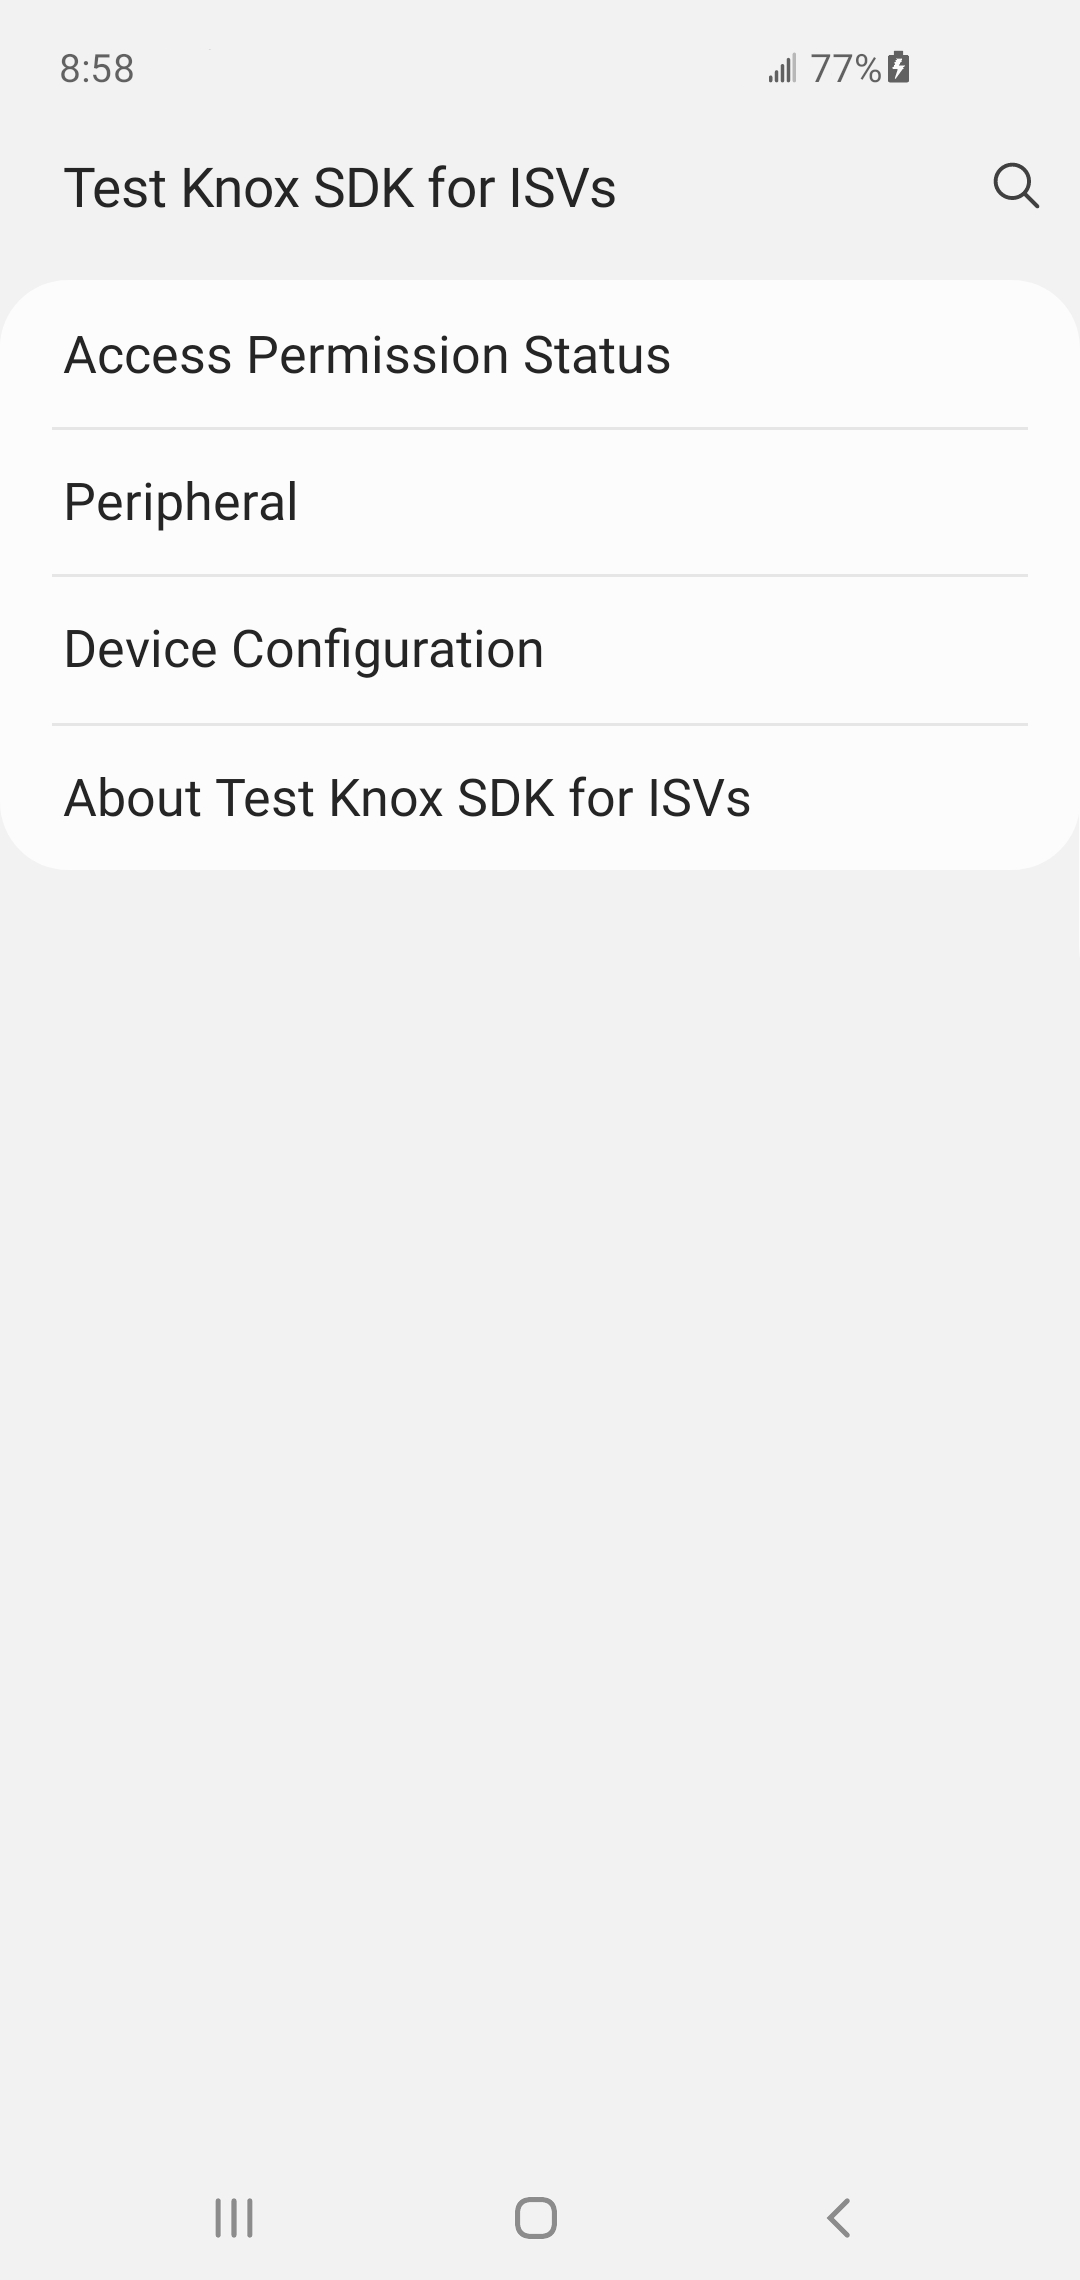 8:58 77%
Test Knox SDK for ISVs
Access Permission Status
Peripheral
Device Configuration
About Test Knox SDK for ISVs